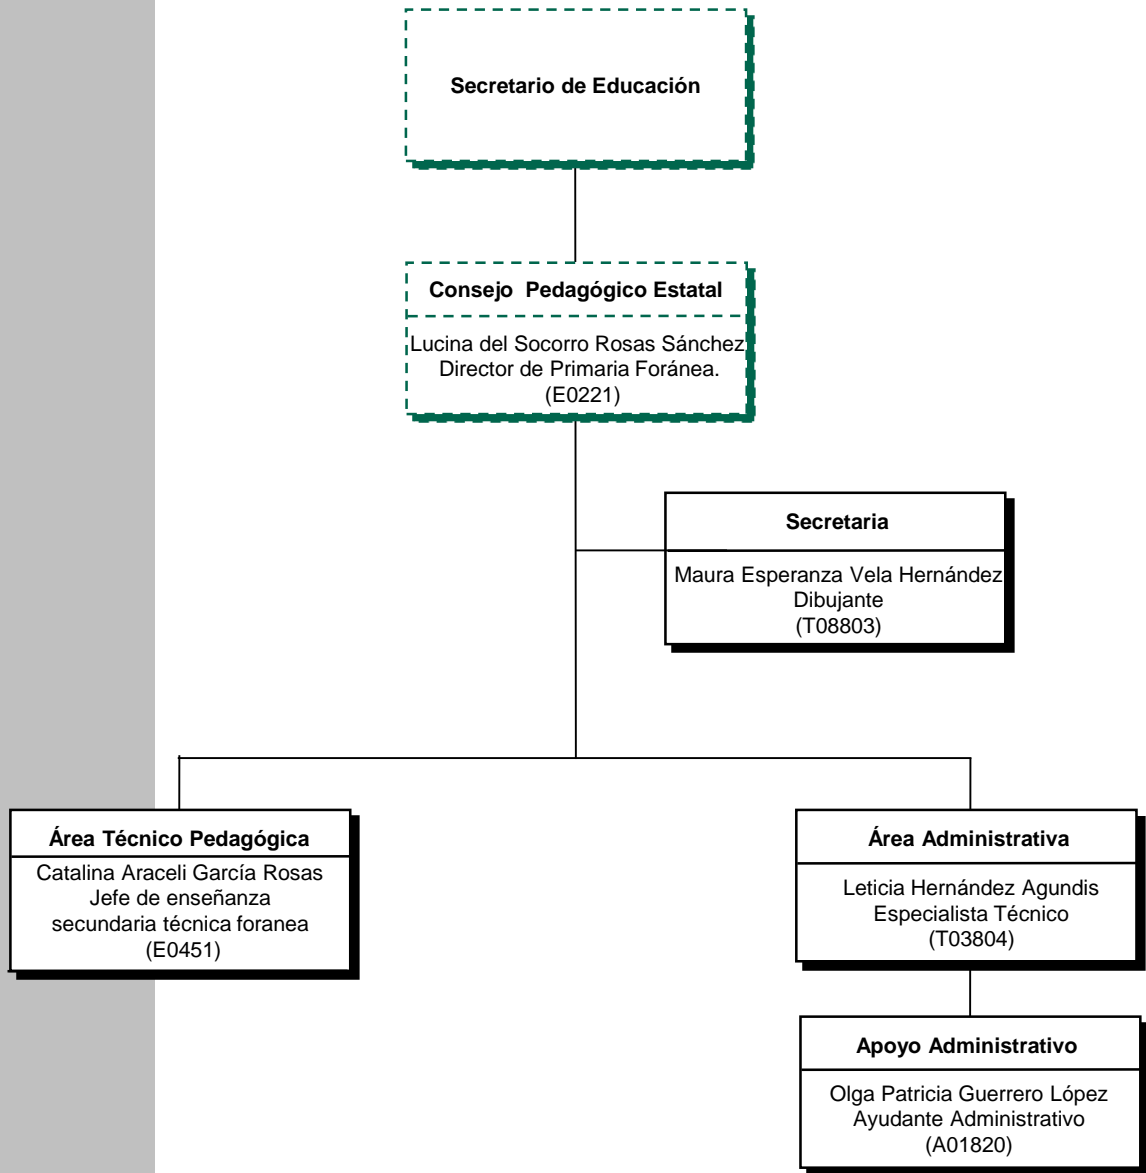 Secretario de Educación
Consejo Pedagógico Estatal
Lucina del Socorro Rosas Sánchez
Director de Primaria Foránea.
(E0221)
Secretaria
Maura Esperanza Vela Hernández
Dibujante
(T08803)
Área Técnico Pedagógica
Catalina Araceli García Rosas
Jefe de enseñanza
secundaria técnica foranea
(E0451)
Área Administrativa
Leticia Hernández Agundis
Especialista Técnico
(T03804)
Apoyo Administrativo
Olga Patricia Guerrero López
Ayudante Administrativo
(A01820)